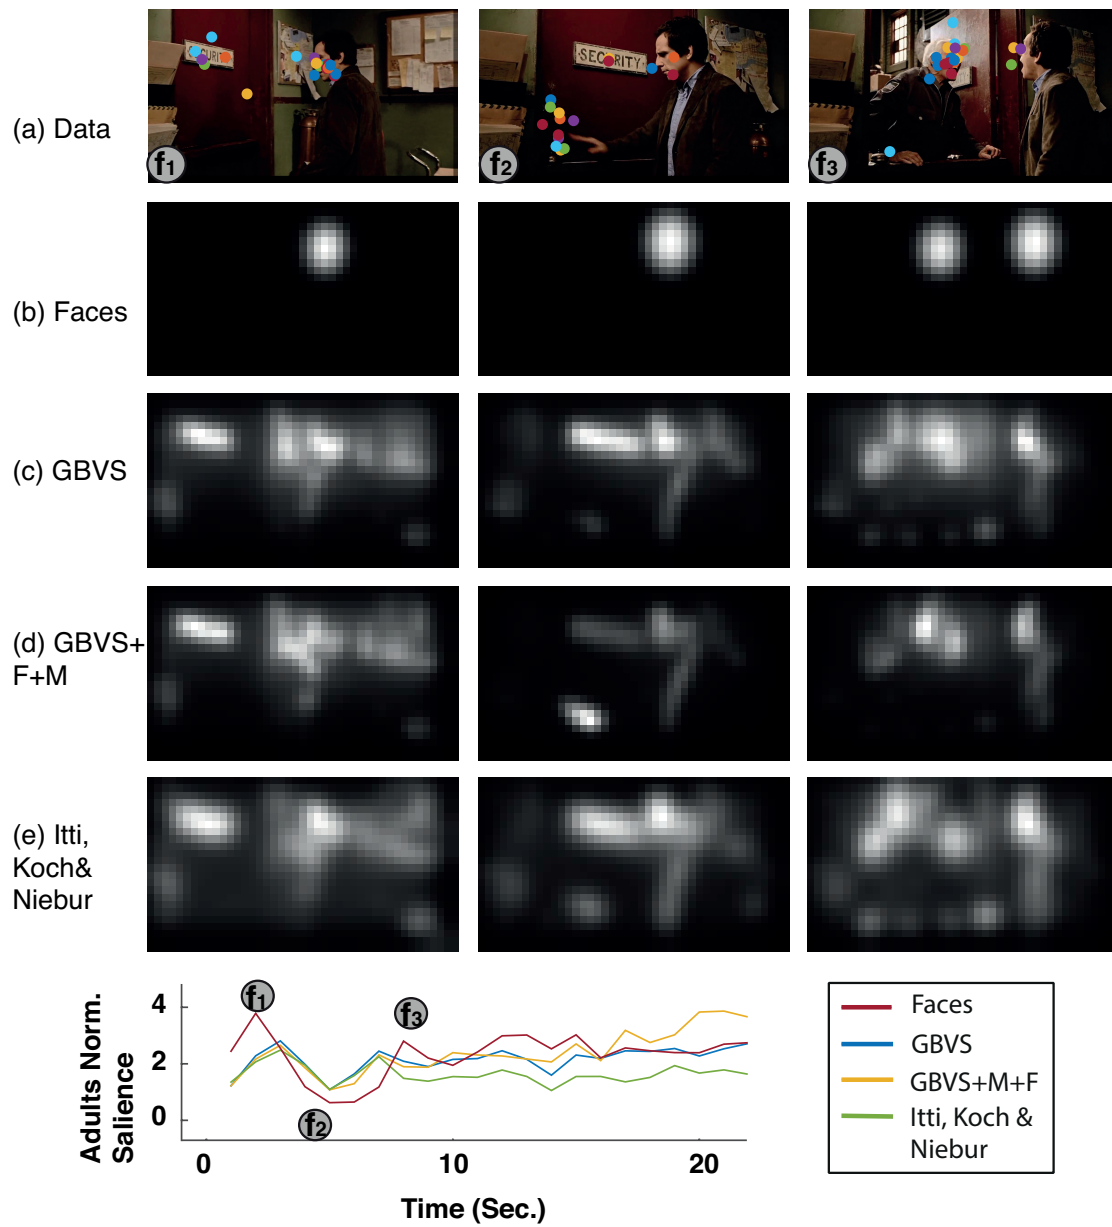 (a) Data
SECURITY
f1
SECURITY
f2
f3
(b) Faces
(c) GBVS
(d) GBVS+
F+M
(e) Itti,
Koch&
Niebur
Adults Norm.
Salience
4
2
0
f1
f2
f3
0
10
20
Time (Sec.)
Faces
GBVS
GBVS+M+F
Itti, Koch &
Niebur